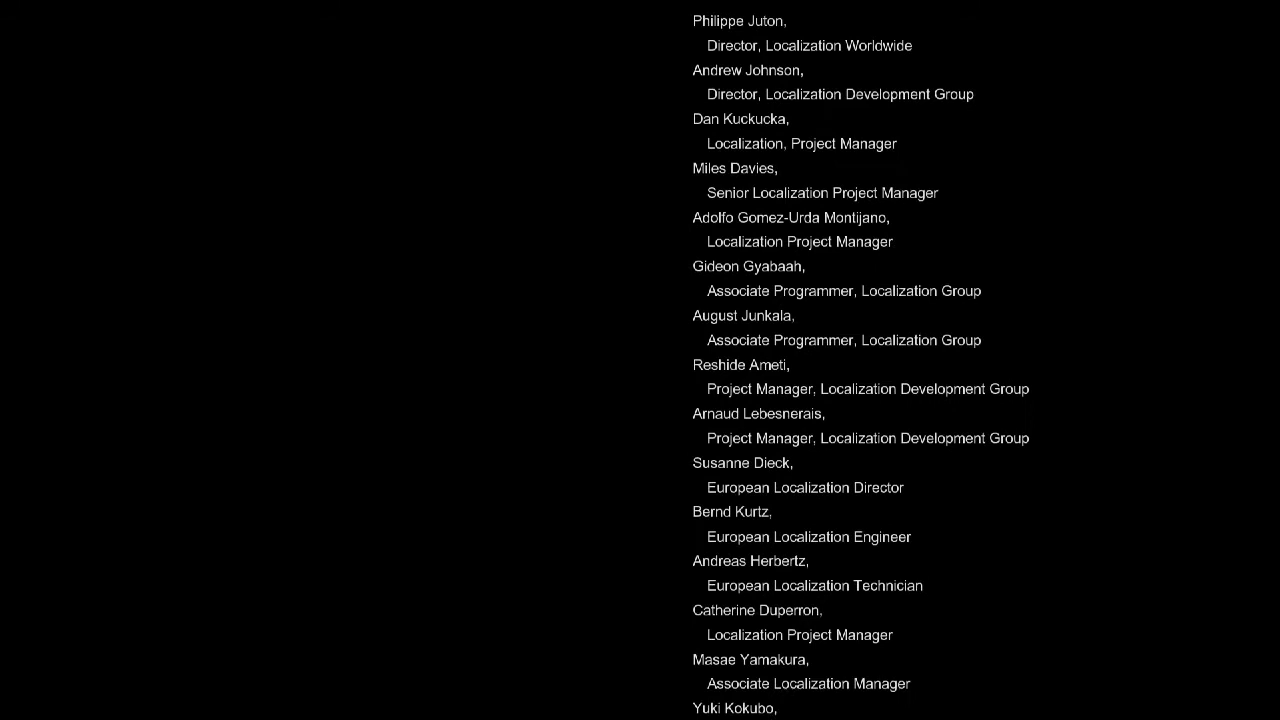 Philippe Juton,
Director, Localization Worldwide
Andrew Johnson,
Director, Localization Development Group
Dan Kuckucka,
Localization, Project Manager
Miles Davies,
Senior Localization Project Manager
Adolfo Gomez-Urda Montijano,
Localization Project Manager
Gideon Gyabaah,
Associate Programmer, Localization Group
August Junkala,
Associate Programmer, Localization Group
Reshide Ameti,
Project Manager, Localization Development Group
Arnaud Lebesnerais,
Project Manager, Localization Development Group
Susanne Dieck,
European Localization Director
Bernd Kurtz,
European Localization Engineer
Andreas Herbertz,
European Localization Technician
Catherine Duperron,
Localization Project Manager
Masae Yamakura,
Associate Localization Manager
Yuki Kokubo,